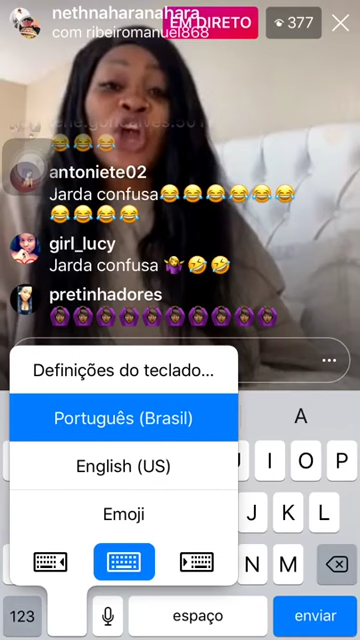 nethnaharanahara
com ribeiromanuel868
EM DIRETO
377
😂😂😂
antoniete02
Jarda confusa😂😂😂😂😂😂
😂😂😂😂
girl_lucy
Jarda confusa 🤷‍♀️🤣🤣
pretinhadores
🙆🏾‍♀️🙆🏾‍♀️🙆🏾‍♀️🙆🏾‍♀️🙆🏾‍♀️🙆🏾‍♀️🙆🏾‍♀️🙆🏾‍♀️🙆🏾‍♀️🙆🏾‍♀️
...
Definições do teclado...
A
Português (Brasil)
I O P
English (US)
J K L
Emoji
N M
123
espaço
enviar